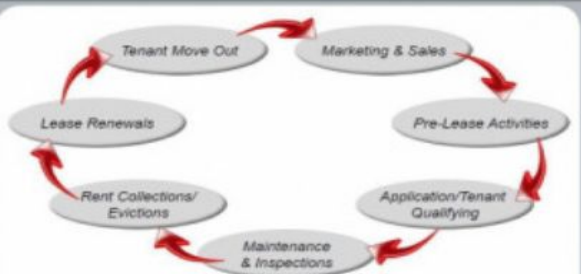 Tenant Move Out
Marketing & Sales
Lease Renewals
Pre-Lease Activities
Rent Collections/
Evictions
Application/Tenant
Qualifying
Maintenance
& Inspections